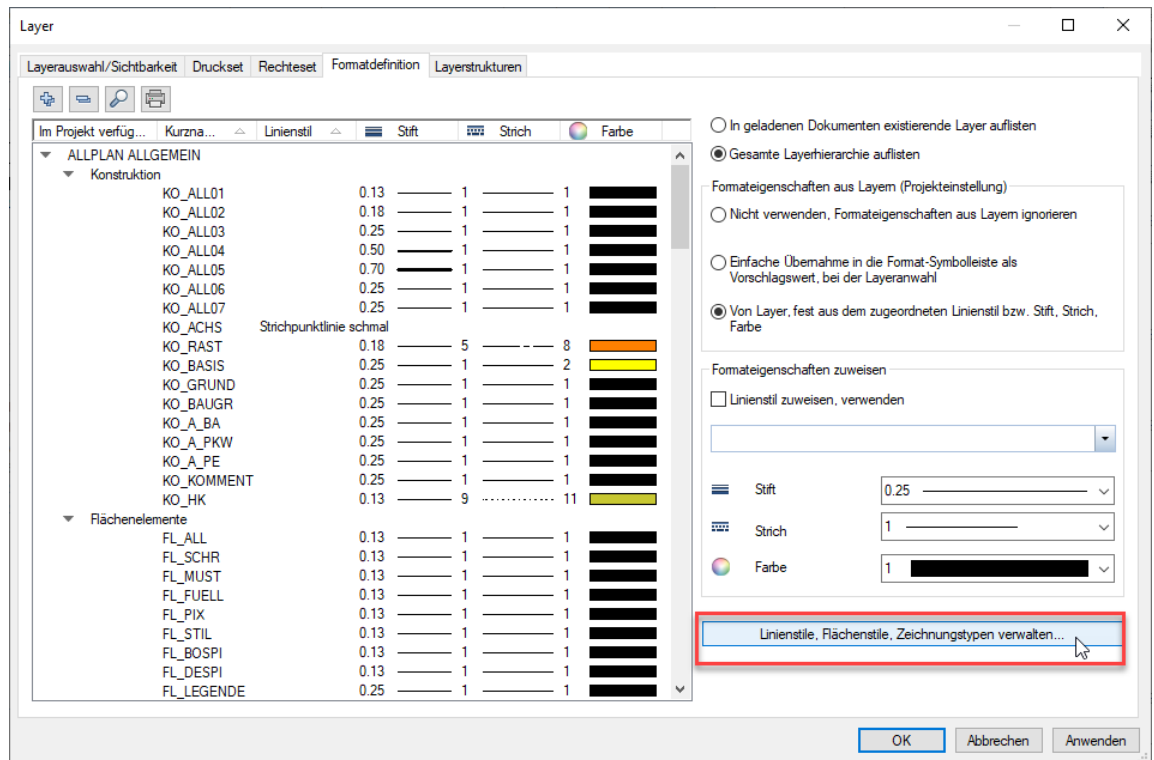 Layer
Layerauswahl/Sichtbarkeit Druckset Rechteset Formatdefinition Layerstrukturen
Im Projekt verfüg... Kurzna... Linienstil Stift Strich Farbe
ALLPLAN ALLGEMEIN
Konstruktion
KO_ALL01 0.13 1 1
KO_ALL02 0.18 1 1
KO_ALL03 0.25 1 1
KO_ALL04 0.50 1 1
KO_ALL05 0.70 1 1
KO_ALL06 0.25 1 1
KO_ALL07 0.25 1 1
KO_ACHS Strichpunktlinie schmal
KO_RAST 0.18 5 8
KO_BASIS 0.25 1 2
KO_GRUND 0.25 1 1
KO_BAUGR 0.25 1 1
KO_A_BA 0.25 1 1
KO_A_PKW 0.25 1 1
KO_A_PE 0.25 1 1
KO_KOMMENT 0.25 1 1
KO_HK 0.13 9 11
Flächenelemente
FL_ALL 0.13 1 1
FL_SCHR 0.13 1 1
FL_MUST 0.13 1 1
FL_FUELL 0.13 1 1
FL_PIX 0.13 1 1
FL_STIL 0.13 1 1
FL_BOSPI 0.13 1 1
FL_DESPI 0.13 1 1
FL_LEGENDE 0.25 1 1
In geladenen Dokumenten existierende Layer auflisten
Gesamte Layerhierarchie auflisten
Formateigenschaften aus Layern (Projekteinstellung)
Nicht verwenden, Formateigenschaften aus Layern ignorieren
Einfache Übernahme in die Format-Symbolleiste als
Vorschlagswert, bei der Layeranwahl
Von Layer, fest aus dem zugeordneten Linienstil bzw. Stift, Strich,
Farbe
Formateigenschaften zuweisen
Linienstil zuweisen, verwenden
Stift 0.25
Strich 1
Farbe 1
Linienstile, Flächenstile, Zeichnungstypen verwalten...
OK Abbrechen Anwenden